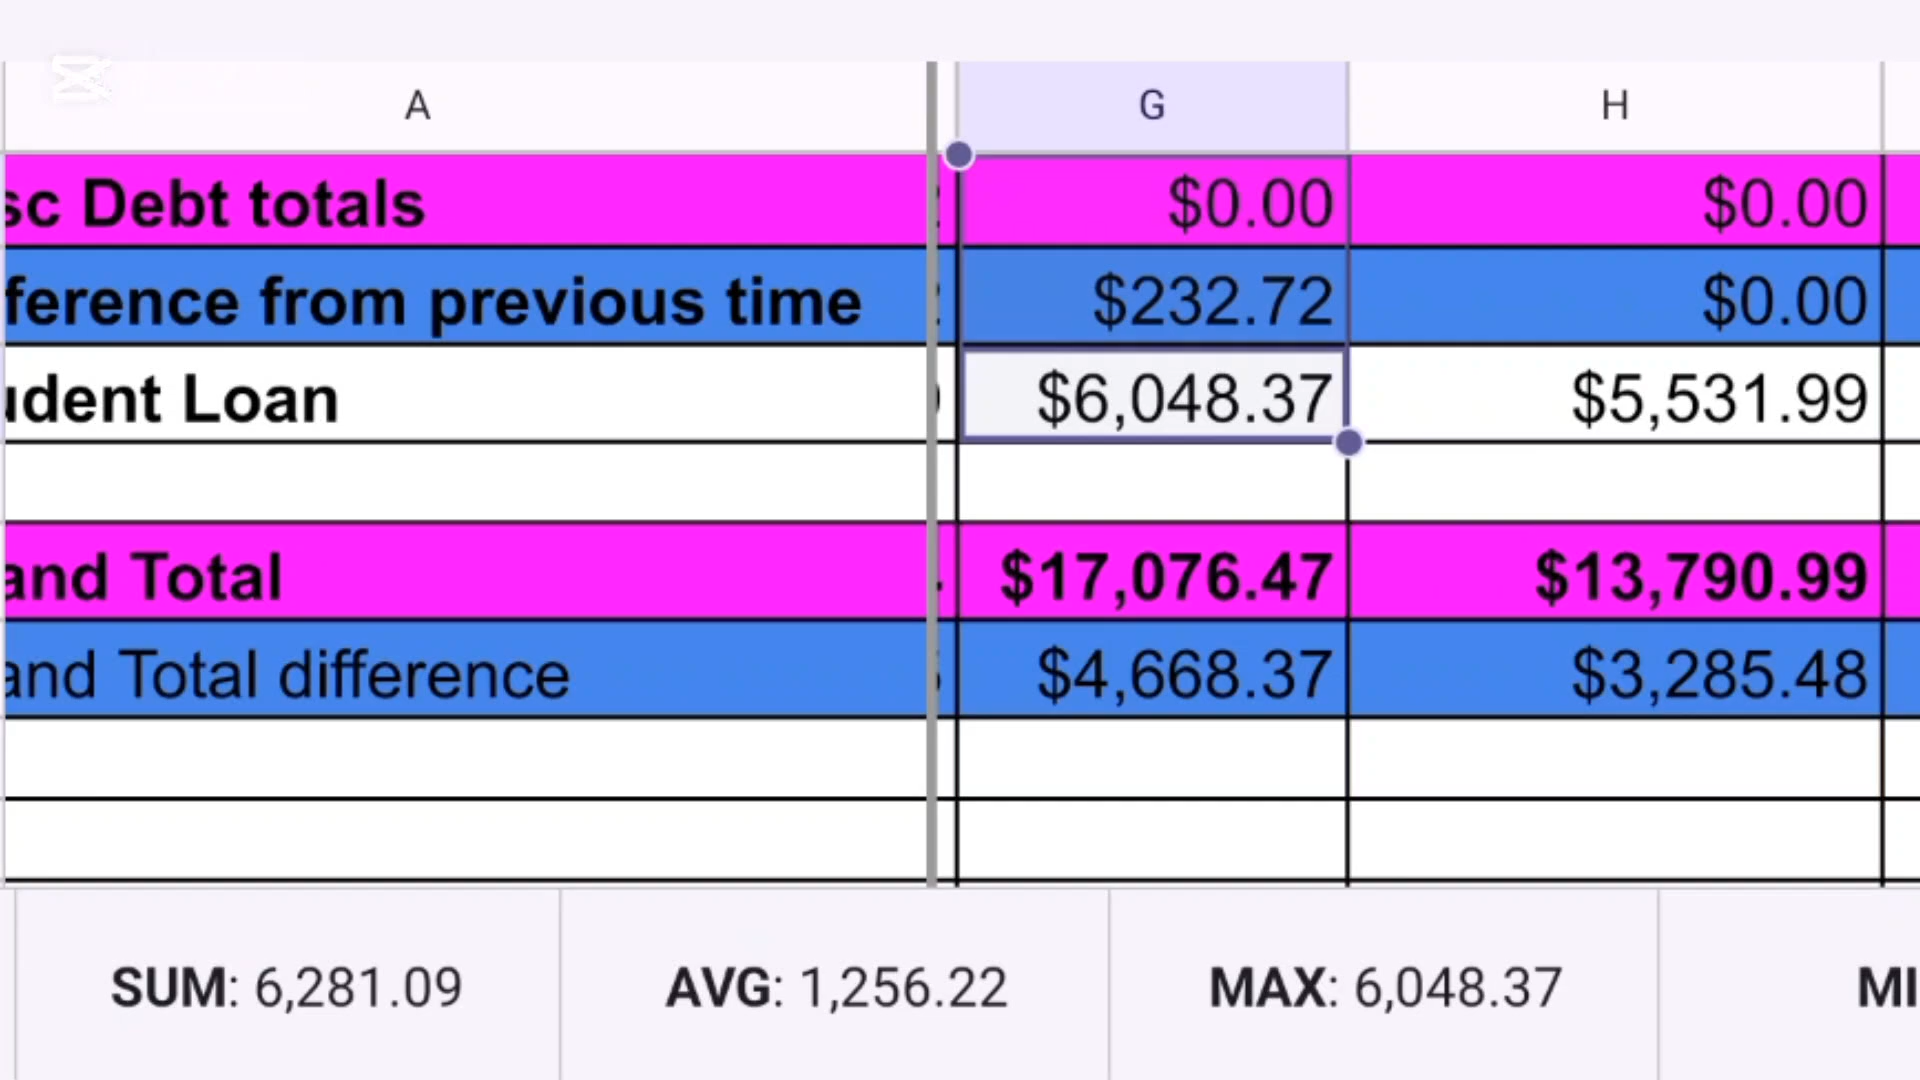 A G H
sc Debt totals $0.00 $0.00
ference from previous time $232.72 $0.00
udent Loan $6,048.37 $5,531.99
and Total $17,076.47 $13,790.99
and Total difference $4,668.37 $3,285.48
SUM: 6,281.09 AVG: 1,256.22 MAX: 6,048.37 MI